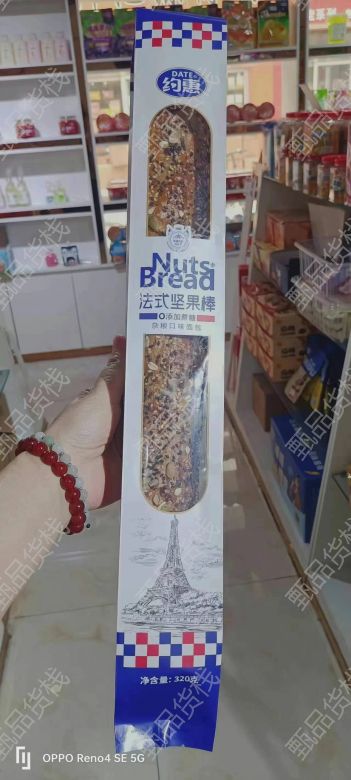 DATE
约惠
Nuts
Bread
法式坚果棒
0添加蔗糖
杂粮口味面包
净含量: 320克
甄品货栈
OPPO Reno4 SE 5G